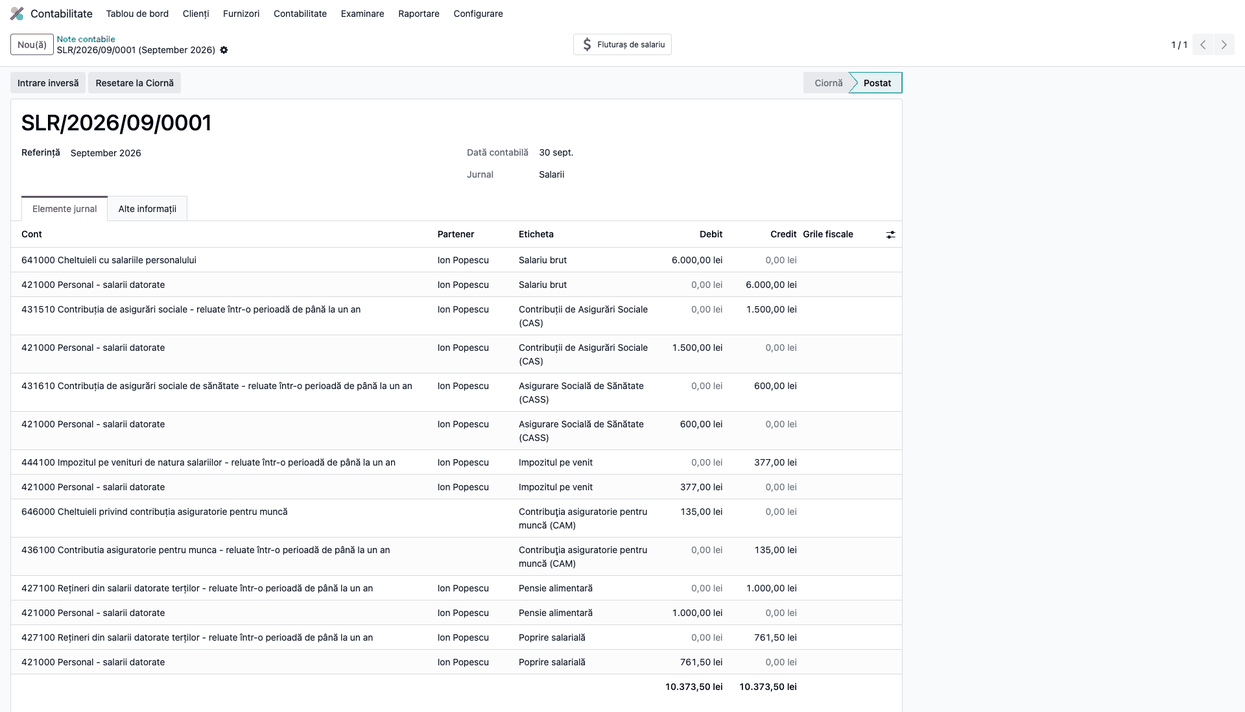 Contabilitate Tablou de bord Clienți Furnizori Contabilitate Examinare Raportare Configurare
Nou(ă) Note contabile
SLR/2026/09/0001 (September 2026)
$ Fluturaș de salariu
1 / 1
Intrare inversă Resetare la Ciornă Ciornă Postat
SLR/2026/09/0001
Referință September 2026 Dată contabilă 30 sept.
Jurnal Salarii
Elemente jurnal Alte informații
Cont Partener Eticheta Debit Credit Grile fiscale
641000 Cheltuieli cu salariile personalului Ion Popescu Salariu brut 6.000,00 lei 0,00 lei
421000 Personal - salarii datorate Ion Popescu Salariu brut 0,00 lei 6.000,00 lei
431510 Contribuția de asigurări sociale - reluate într-o perioadă de până la un an Ion Popescu Contribuții de Asigurări Sociale 0,00 lei 1.500,00 lei
(CAS)
421000 Personal - salarii datorate Ion Popescu Contribuții de Asigurări Sociale 1.500,00 lei 0,00 lei
(CAS)
431610 Contribuția de asigurări sociale de sănătate - reluate într-o perioadă de până la un an Ion Popescu Asigurare Socială de Sănătate 0,00 lei 600,00 lei
(CASS)
421000 Personal - salarii datorate Ion Popescu Asigurare Socială de Sănătate 600,00 lei 0,00 lei
(CASS)
444100 Impozitul pe venituri de natura salariilor - reluate într-o perioadă de până la un an Ion Popescu Impozitul pe venit 0,00 lei 377,00 lei
421000 Personal - salarii datorate Ion Popescu Impozitul pe venit 377,00 lei 0,00 lei
646000 Cheltuieli privind contribuția asiguratorie pentru muncă Contribuţia asiguratorie pentru 135,00 lei 0,00 lei
muncă (CAM)
436100 Contributia asiguratorie pentru munca - reluate într-o perioadă de până la un an Contribuţia asiguratorie pentru 0,00 lei 135,00 lei
muncă (CAM)
427100 Rețineri din salarii datorate terților - reluate într-o perioadă de până la un an Ion Popescu Pensie alimentară 0,00 lei 1.000,00 lei
421000 Personal - salarii datorate Ion Popescu Pensie alimentară 1.000,00 lei 0,00 lei
427100 Rețineri din salarii datorate terților - reluate într-o perioadă de până la un an Ion Popescu Poprire salarială 0,00 lei 761,50 lei
421000 Personal - salarii datorate Ion Popescu Poprire salarială 761,50 lei 0,00 lei
10.373,50 lei 10.373,50 lei